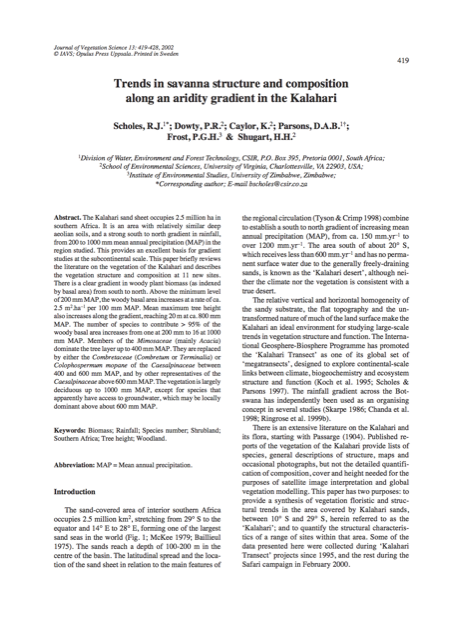 Journal of Vegetation Science 13: 419-428, 2002
© IAVS; Opulus Press Uppsala. Printed in Sweden
419
Trends in savanna structure and composition
along an aridity gradient in the Kalahari
Scholes, R.J.1*; Dowty, P.R.2; Caylor, K.2; Parsons, D.A.B.1†;
Frost, P.G.H.3 & Shugart, H.H.2
1Division of Water, Environment and Forest Technology, CSIR, P.O. Box 395, Pretoria 0001, South Africa;
2School of Environmental Sciences, University of Virginia, Charlottesville, VA 22903, USA;
3Institute of Environmental Studies, University of Zimbabwe, Zimbabwe;
*Corresponding author; E-mail bscholes@csir.co.za
Abstract. The Kalahari sand sheet occupies 2.5 million ha in
southern Africa. It is an area with relatively similar deep
aeolian soils, and a strong south to north gradient in rainfall,
from 200 to 1000 mm mean annual precipitation (MAP) in the
region studied. This provides an excellent basis for gradient
studies at the subcontinental scale. This paper briefly reviews
the literature on the vegetation of the Kalahari and describes
the vegetation structure and composition at 11 new sites.
There is a clear gradient in woody plant biomass (as indexed
by basal area) from south to north. Above the minimum level
of 200 mm MAP, the woody basal area increases at a rate of ca.
2.5 m2.ha-1 per 100 mm MAP. Mean maximum tree height
also increases along the gradient, reaching 20 m at ca. 800 mm
MAP. The number of species to contribute > 95% of the
woody basal area increases from one at 200 mm to 16 at 1000
mm MAP. Members of the Mimosaceae (mainly Acacia)
dominate the tree layer up to 400 mm MAP. They are replaced
by either the Combretaceae (Combretum or Terminalia) or
Colophospermum mopane of the Caesalpinaceae between
400 and 600 mm MAP, and by other representatives of the
Caesalpinaceae above 600 mm MAP. The vegetation is largely
deciduous up to 1000 mm MAP, except for species that
apparently have access to groundwater, which may be locally
dominant above about 600 mm MAP.
Keywords: Biomass; Rainfall; Species number; Shrubland;
Southern Africa; Tree height; Woodland.
Abbreviation: MAP = Mean annual precipitation.
Introduction
The sand-covered area of interior southern Africa
occupies 2.5 million km2, stretching from 29° S to the
equator and 14° E to 28° E, forming one of the largest
sand seas in the world (Fig. 1; McKee 1979; Baillieul
1975). The sands reach a depth of 100-200 m in the
centre of the basin. The latitudinal spread and the loca-
tion of the sand sheet in relation to the main features of
the regional circulation (Tyson & Crimp 1998) combine
to establish a south to north gradient of increasing mean
annual precipitation (MAP), from ca. 150 mm.yr-1 to
over 1200 mm.yr-1. The area south of about 20° S,
which receives less than 600 mm.yr-1 and has no perma-
nent surface water due to the generally freely-draining
sands, is known as the ‘Kalahari desert’, although nei-
ther the climate nor the vegetation is consistent with a
true desert.
The relative vertical and horizontal homogeneity of
the sandy substrate, the flat topography and the un-
transformed nature of much of the land surface make the
Kalahari an ideal environment for studying large-scale
trends in vegetation structure and function. The Interna-
tional Geosphere-Biosphere Programme has promoted
the ‘Kalahari Transect’ as one of its global set of
‘megatransects’, designed to explore continental-scale
links between climate, biogeochemistry and ecosystem
structure and function (Koch et al. 1995; Scholes &
Parsons 1997). The rainfall gradient across the Bot-
swana has independently been used as an organising
concept in several studies (Skarpe 1986; Chanda et al.
1998; Ringrose et al. 1999b).
There is an extensive literature on the Kalahari and
its flora, starting with Passarge (1904). Published re-
ports of the vegetation of the Kalahari provide lists of
species, general descriptions of structure, maps and
occasional photographs, but not the detailed quantifi-
cation of composition, cover and height needed for the
purposes of satellite image interpretation and global
vegetation modelling. This paper has two purposes: to
provide a synthesis of vegetation floristic and struc-
tural trends in the area covered by Kalahari sands,
between 10° S and 29° S, herein referred to as the
‘Kalahari’; and to quantify the structural characteris-
tics of a range of sites within that area. Some of the
data presented here were collected during ‘Kalahari
Transect’ projects since 1995, and the rest during the
Safari campaign in February 2000.